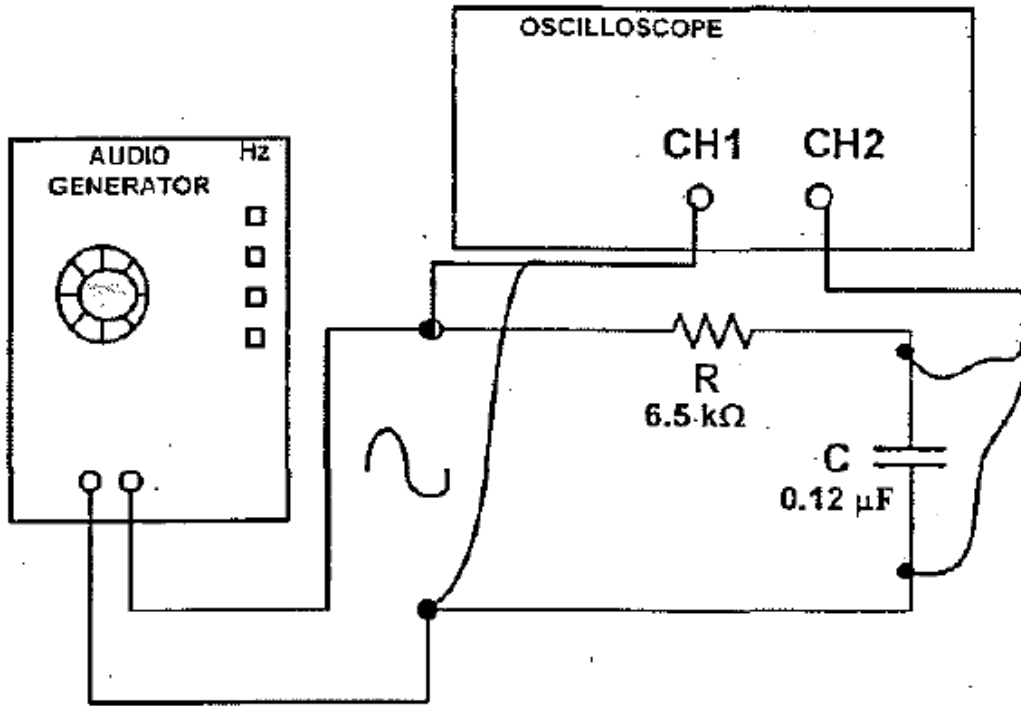 OSCILLOSCOPE
CH1 CH2
AUDIO
GENERATOR
Hz
R
6.5 kΩ
C
0.12 µF